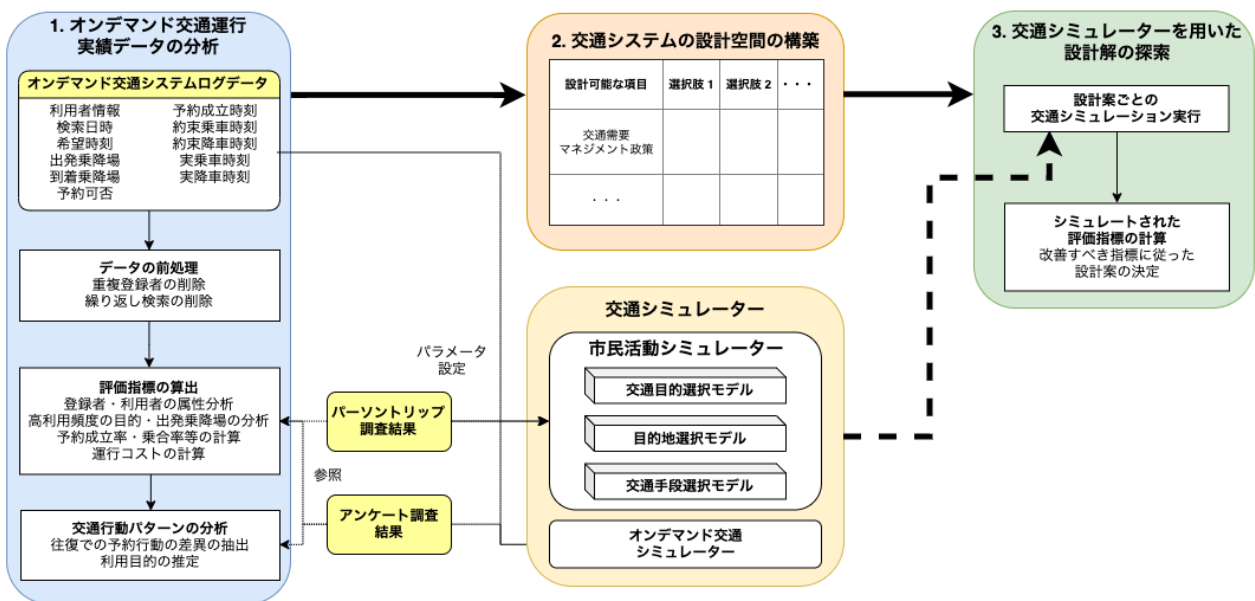 1. オンデマンド交通運行
実績データの分析
オンデマンド交通システムログデータ
利用者情報
検索日時
希望時刻
出発乗降場
到着乗降場
予約可否
予約成立時刻
約束乗車時刻
約束降車時刻
実乗車時刻
実降車時刻
データの前処理
重複登録者の削除
繰り返し検索の削除
評価指標の算出
登録者・利用者の属性分析
高利用頻度の目的・出発乗降場の分析
予約成立率・乗合率等の計算
運行コストの計算
交通行動パターンの分析
往復での予約行動の差異の抽出
利用目的の推定
パラメータ
設定
パーソントリップ
調査結果
参照
アンケート調査
結果
2. 交通システムの設計空間の構築
設計可能な項目
選択肢 1
選択肢 2
・・・
交通需要
マネジメント政策
・・・
交通シミュレーター
市民活動シミュレーター
交通目的選択モデル
目的地選択モデル
交通手段選択モデル
オンデマンド交通
シミュレーター
3. 交通シミュレーターを用いた
設計解の探索
設計案ごとの
交通シミュレーション実行
シミュレートされた
評価指標の計算
改善すべき指標に従った
設計案の決定